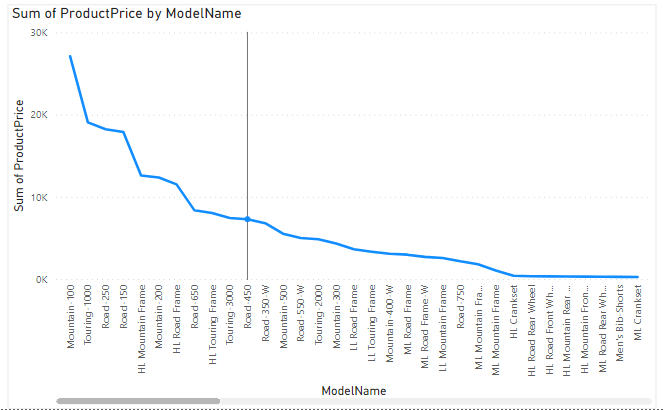 Sum of ProductPrice by ModelName
30K
20K
10K
0K
Sum of ProductPrice
Mountain-100
Touring-1000
Road-250
Road-150
HL Mountain Frame
Mountain-200
HL Road Frame
Road-650
HL Touring Frame
Touring-3000
Road-450
Road-350-W
Mountain-500
Road-550-W
Touring-2000
Mountain-300
LL Road Frame
LL Touring Frame
Mountain-400-W
ML Road Frame
ML Road Frame-W
LL Mountain Frame
Road-750
ML Mountain Fra...
ML Mountain Frame
HL Crankset
HL Road Rear Wheel
HL Road Front Wh...
HL Mountain Rear ...
HL Mountain Fron...
ML Road Rear Wh...
Men's Bib-Shorts
ML Crankset
ModelName